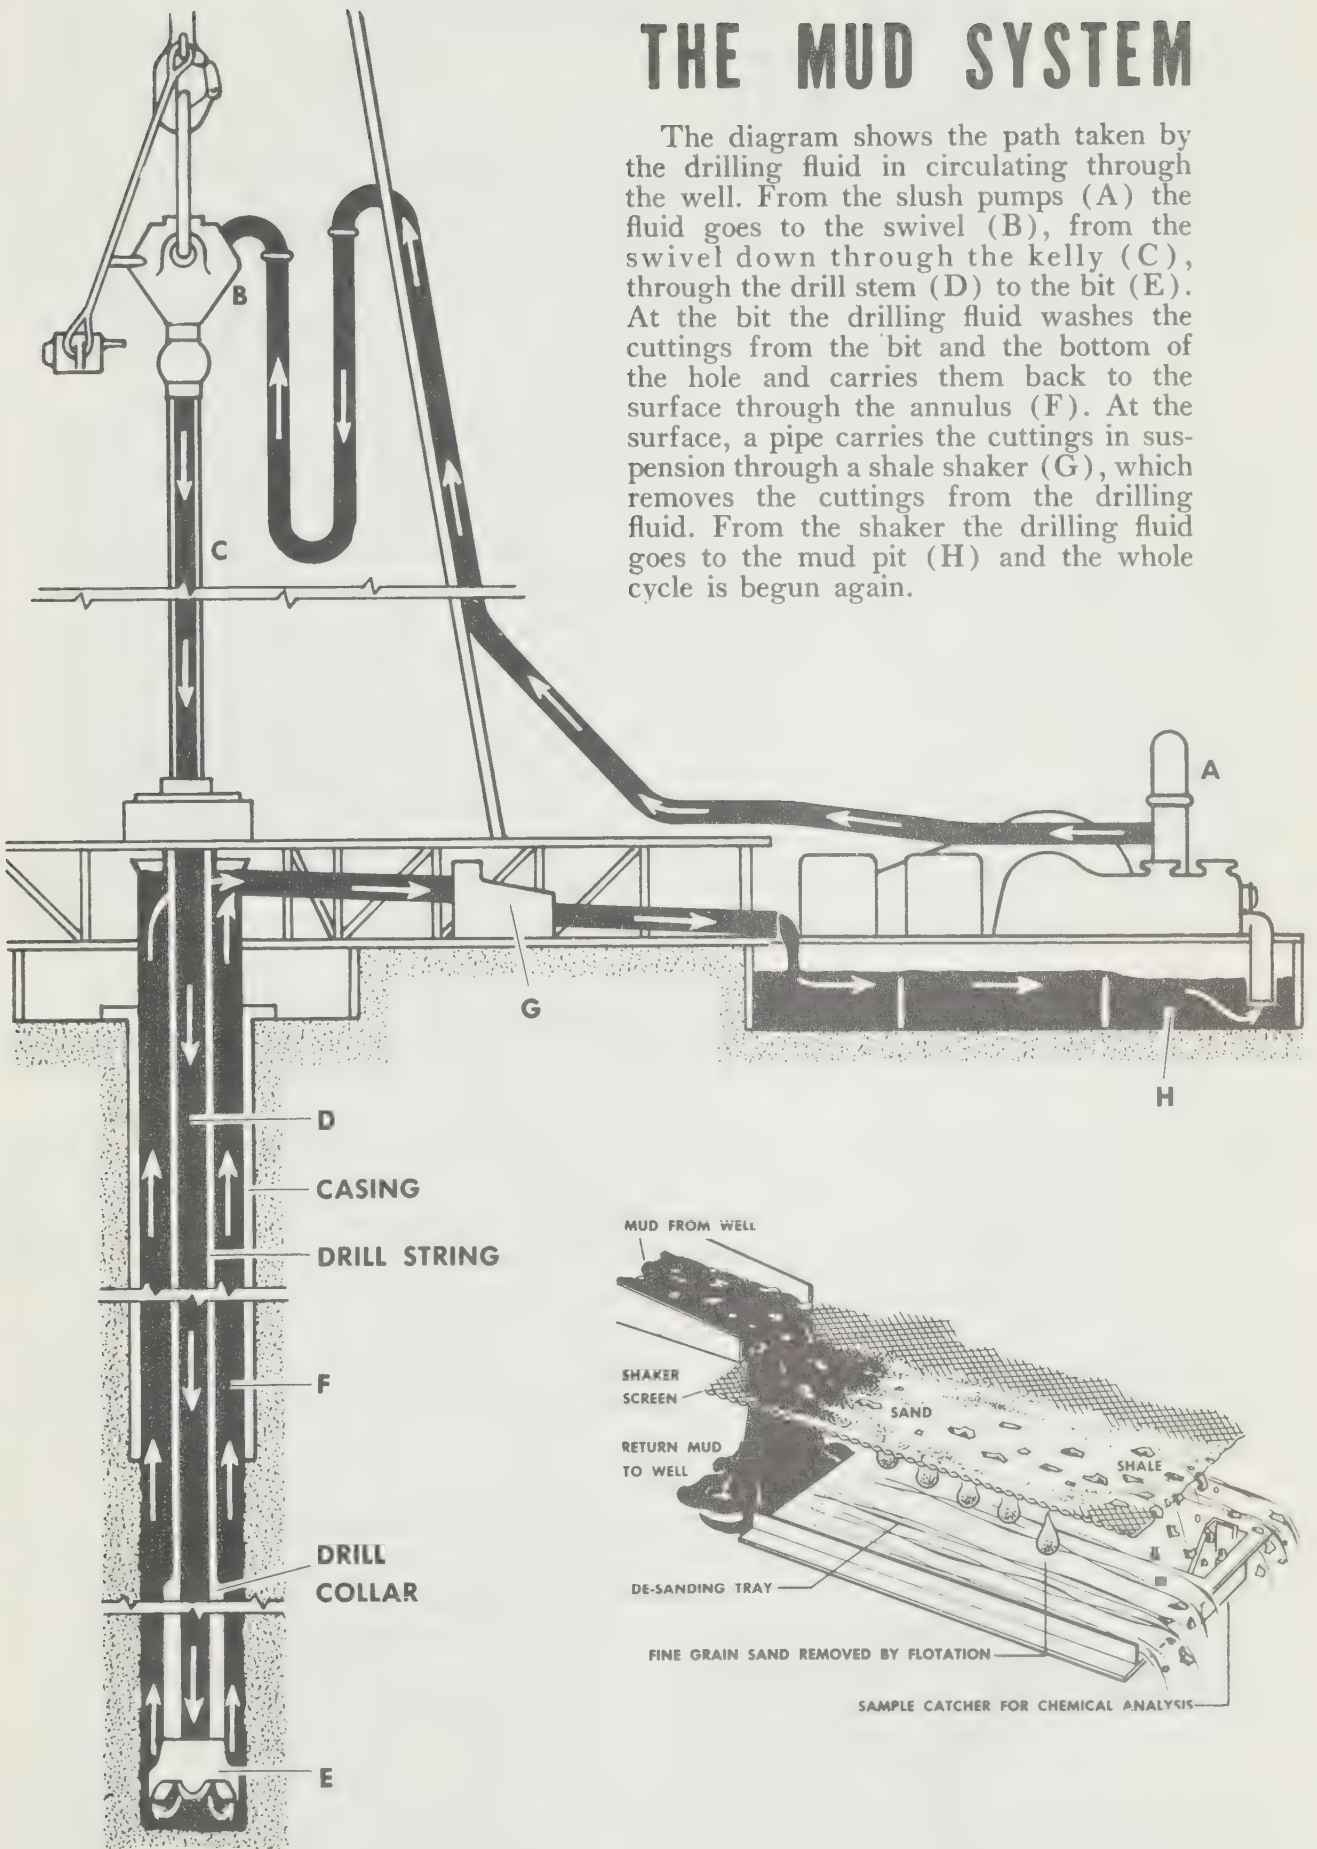 THE MUD SYSTEM
The diagram shows the path taken by
the drilling fluid in circulating through
the well. From the slush pumps (A) the
fluid goes to the swivel (B), from the
swivel down through the kelly (C),
through the drill stem (D) to the bit (E).
At the bit the drilling fluid washes the
cuttings from the bit and the bottom of
the hole and carries them back to the
surface through the annulus (F). At the
surface, a pipe carries the cuttings in sus-
pension through a shale shaker (G), which
removes the cuttings from the drilling
fluid. From the shaker the drilling fluid
goes to the mud pit (H) and the whole
cycle is begun again.
B
C
A
G
H
D
CASING
DRILL STRING
F
DRILL
COLLAR
E
MUD FROM WELL
SHAKER
SCREEN
SAND
RETURN MUD
TO WELL
SHALE
DE-SANDING TRAY
FINE GRAIN SAND REMOVED BY FLOTATION
SAMPLE CATCHER FOR CHEMICAL ANALYSIS